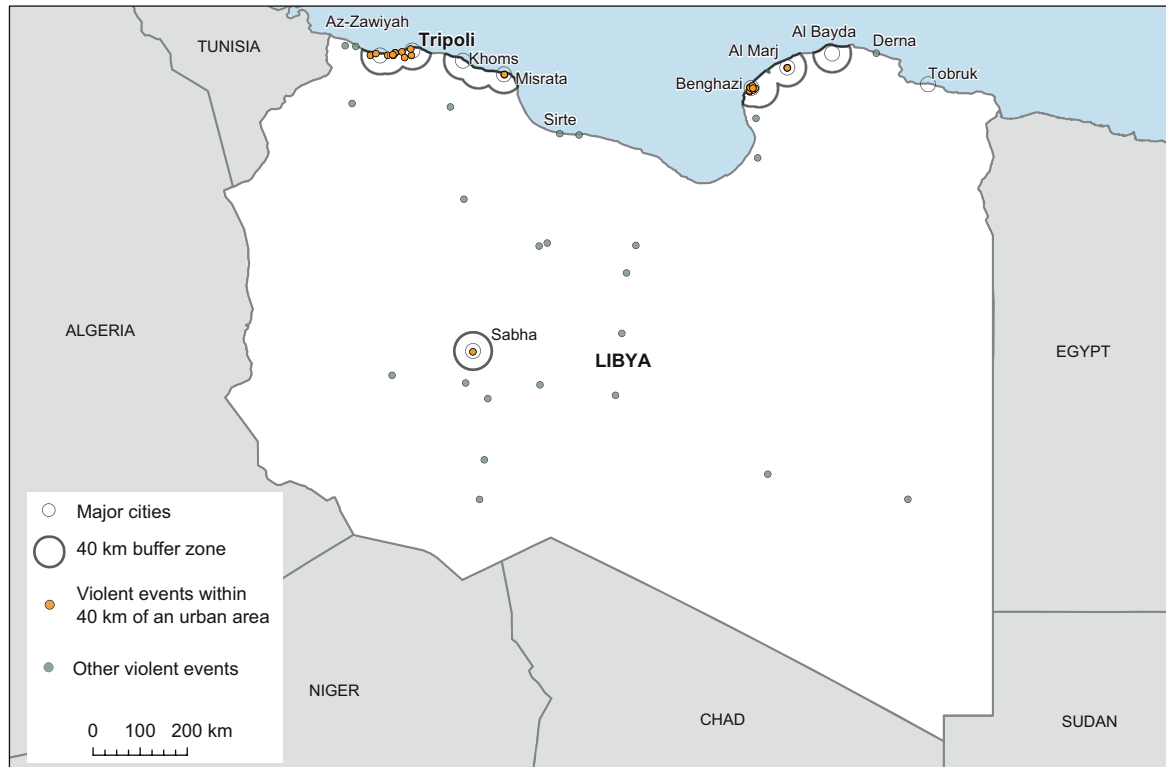 Az-Zawiyah
TUNISIA
Tripoli
Khoms
Misrata
Sirte
Al Bayda
Al Marj
Derna
Benghazi
Tobruk
ALGERIA
Sabha
LIBYA
EGYPT
Major cities
40 km buffer zone
Violent events within
40 km of an urban area
Other violent events
0 100 200 km
NIGER
CHAD
SUDAN